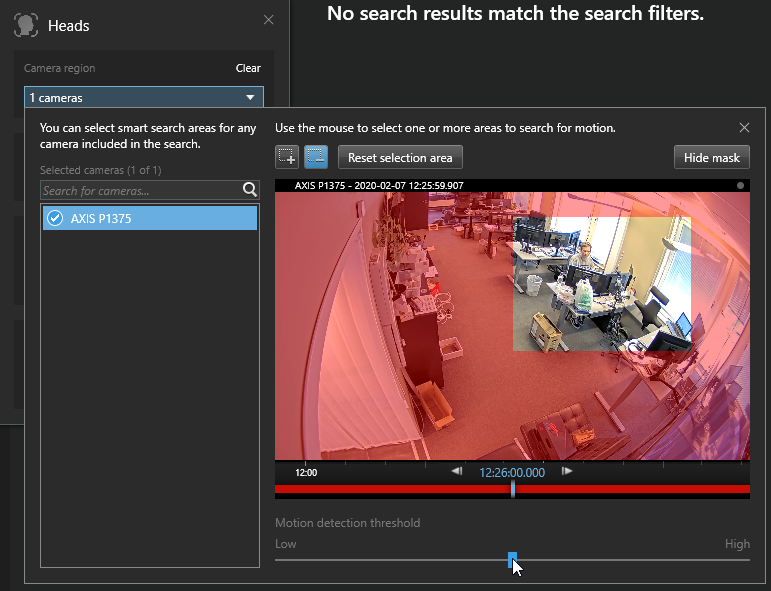 Heads
No search results match the search filters.
Camera region
Clear
1 cameras
You can select smart search areas for any
camera included in the search.
Selected cameras (1 of 1)
Search for cameras...
AXIS P1375
Use the mouse to select one or more areas to search for motion.
Reset selection area
Hide mask
AXIS P1375 - 2020-02-07 12:25:59.907
12:00
12:26:00.000
Motion detection threshold
Low
High